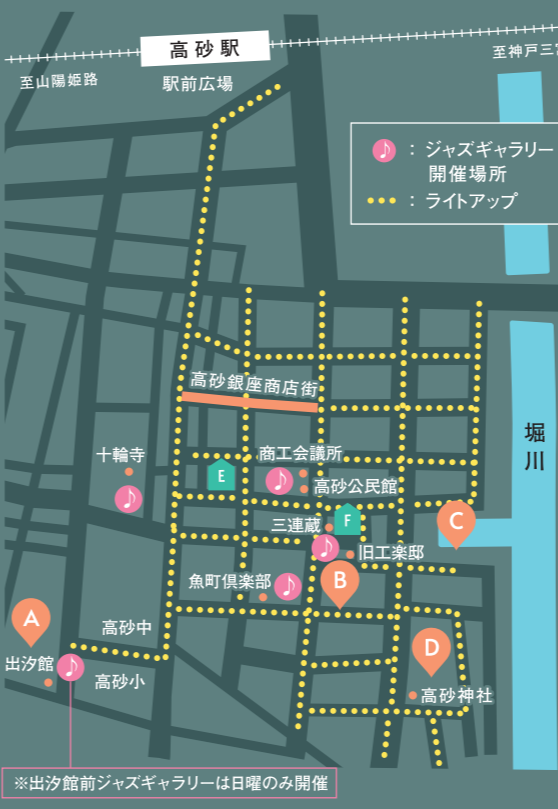 高砂駅
至山陽姫路
駅前広場
至神戸三宮
♪ : ジャズギャラリー
開催場所
••• : ライトアップ
高砂銀座商店街
堀川
十輪寺
商工会議所
E
高砂公民館
三連蔵
F
C
旧工楽邸
魚町倶楽部
B
A
高砂中
D
出汐館
高砂小
高砂神社
※出汐館前ジャズギャラリーは日曜のみ開催